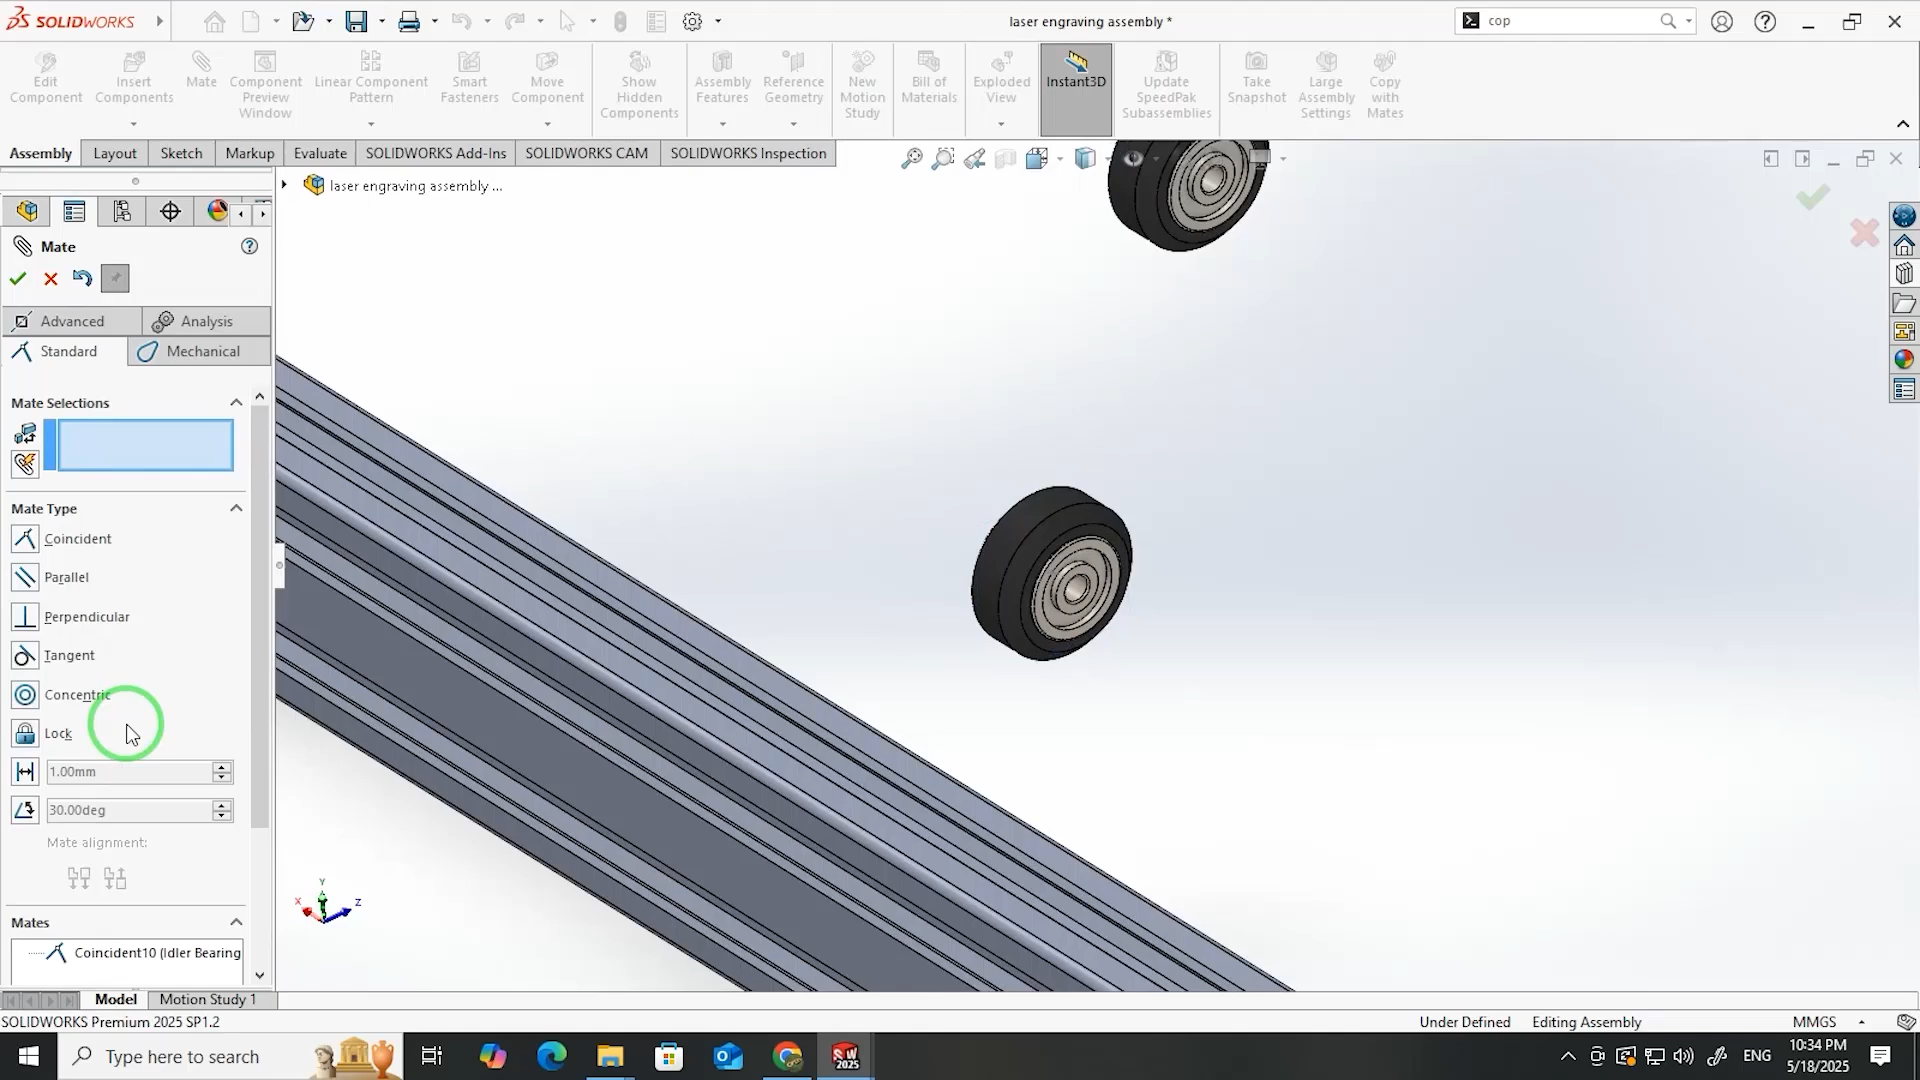 SOLIDWORKS
laser engraving assembly *
cop
Edit Component
Insert Components
Mate
Component Preview Window
Linear Component Pattern
Smart Fasteners
Move Component
Show Hidden Components
Assembly Features
Reference Geometry
New Motion Study
Bill of Materials
Exploded View
Instant3D
Update SpeedPak Subassemblies
Take Snapshot
Large Assembly Settings
Copy with Mates
Assembly
Layout
Sketch
Markup
Evaluate
SOLIDWORKS Add-Ins
SOLIDWORKS CAM
SOLIDWORKS Inspection
laser engraving assembly ...
Mate
Advanced
Analysis
Standard
Mechanical
Mate Selections
Mate Type
Coincident
Parallel
Perpendicular
Tangent
Concentric
Lock
1.00mm
30.00deg
Mate alignment:
Mates
Coincident10 (Idler Bearing
Y
X
Z
Model
Motion Study 1
SOLIDWORKS Premium 2025 SP1.2
Under Defined
Editing Assembly
MMGS
Type here to search
SW
2025
ENG
10:34 PM
5/18/2025